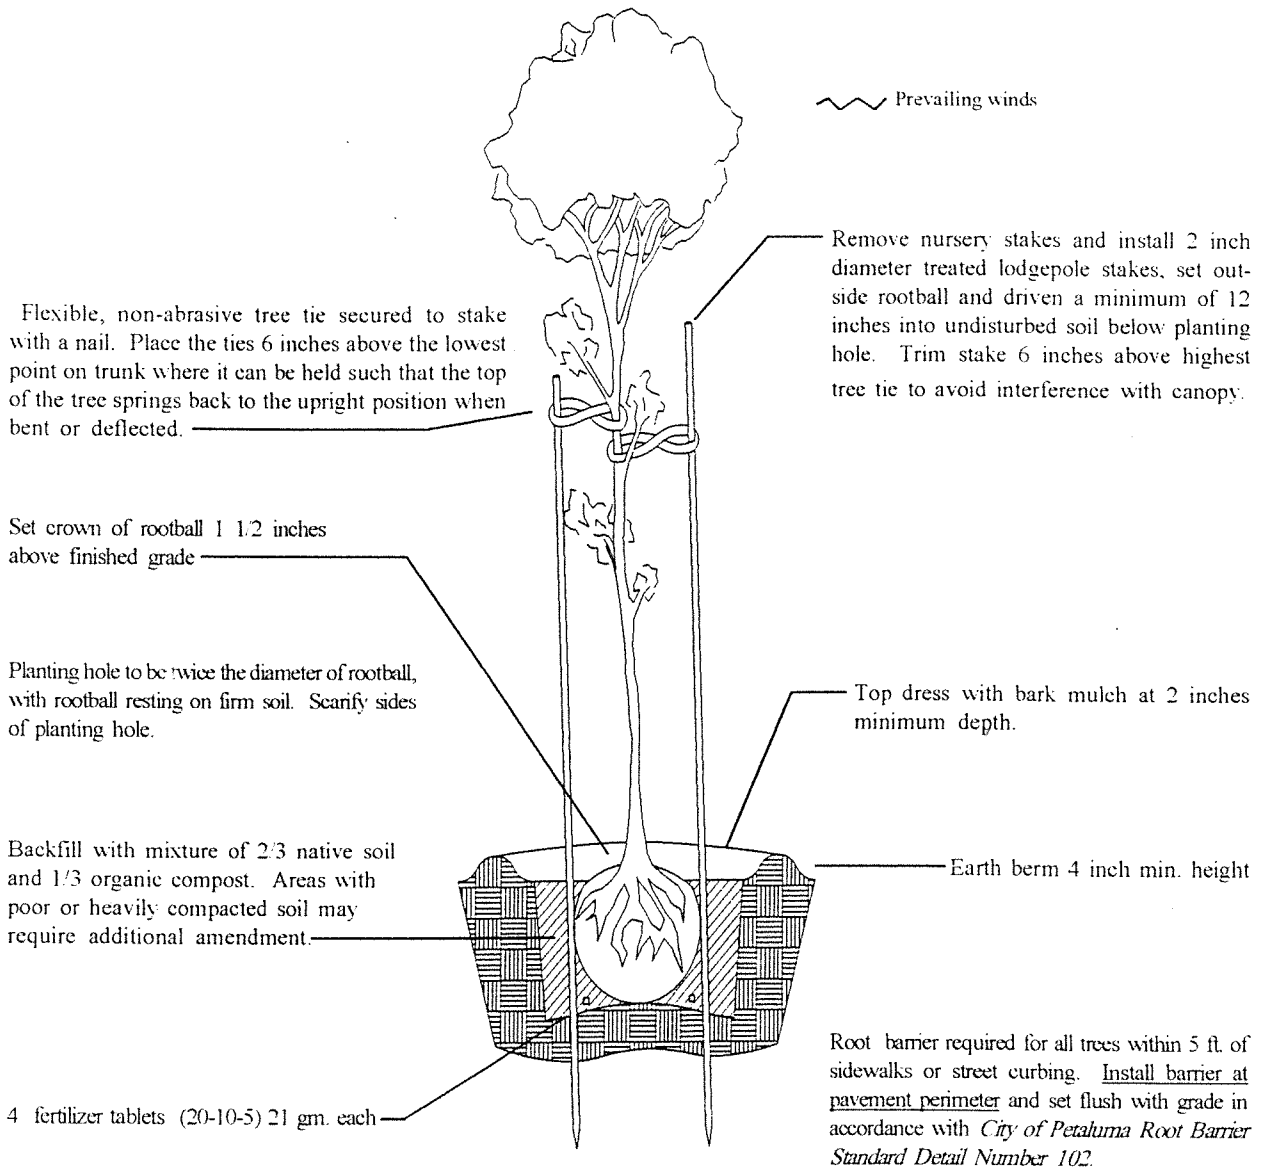 Prevailing winds
Remove nursery stakes and install 2 inch
diameter treated lodgepole stakes, set out-
side rootball and driven a minimum of 12
inches into undisturbed soil below planting
hole. Trim stake 6 inches above highest
tree tie to avoid interference with canopy.
Flexible, non-abrasive tree tie secured to stake
with a nail. Place the ties 6 inches above the lowest
point on trunk where it can be held such that the top
of the tree springs back to the upright position when
bent or deflected.
Set crown of rootball 1 1/2 inches
above finished grade
Planting hole to be twice the diameter of rootball,
with rootball resting on firm soil. Scarify sides
of planting hole.
Top dress with bark mulch at 2 inches
minimum depth.
Backfill with mixture of 2/3 native soil
and 1/3 organic compost. Areas with
poor or heavily compacted soil may
require additional amendment.
Earth berm 4 inch min. height
4 fertilizer tablets (20-10-5) 21 gm. each
Root barrier required for all trees within 5 ft. of
sidewalks or street curbing. Install barrier at
pavement perimeter and set flush with grade in
accordance with City of Petaluma Root Barrier
Standard Detail Number 102.